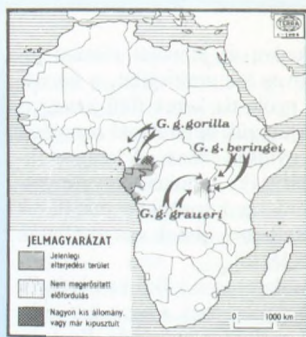 TERRA
G. g. gorilla
G. g. beringei
G. g. graueri
JELMAGYARÁZAT
Jelenlegi
elterjedési terület
Nem megerősített
előfordulás
Nagyon kis állomány,
vagy már kipusztult
0 1000 km